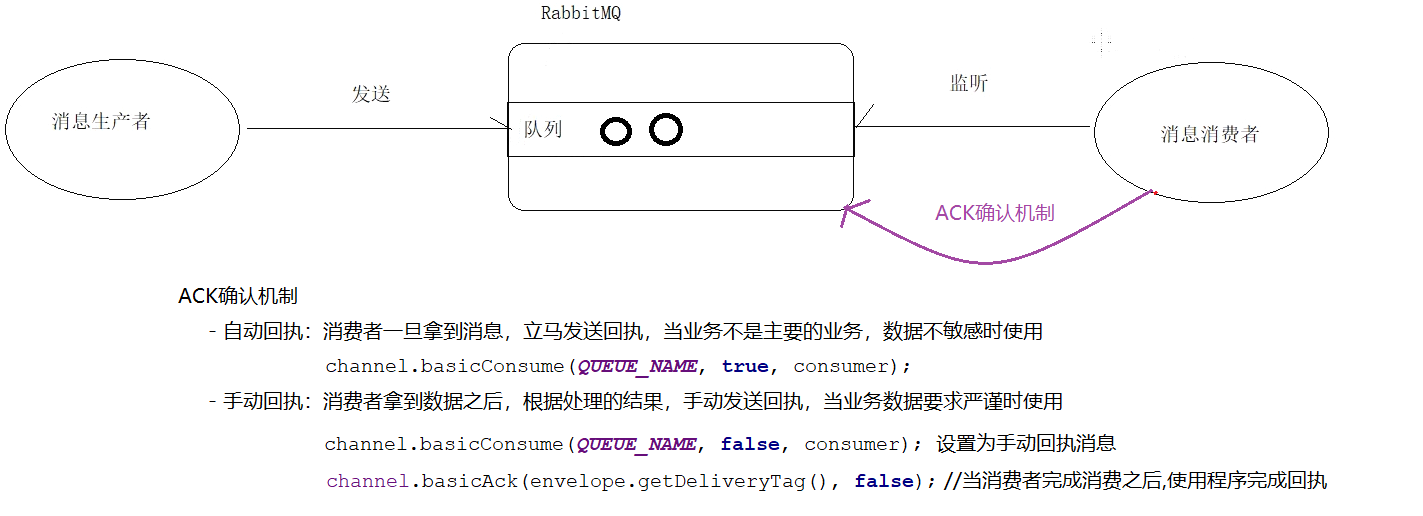 RabbitMQ
消息生产者
发送
队列
监听
消息消费者
ACK确认机制
ACK确认机制
- 自动回执：消费者一旦拿到消息，立马发送回执，当业务不是主要的业务，数据不敏感时使用
channel.basicConsume(QUEUE_NAME, true, consumer);
- 手动回执：消费者拿到数据之后，根据处理的结果，手动发送回执，当业务数据要求严谨时使用
channel.basicConsume(QUEUE_NAME, false, consumer); 设置为手动回执消息
channel.basicAck(envelope.getDeliveryTag(), false); //当消费者完成消费之后,使用程序完成回执